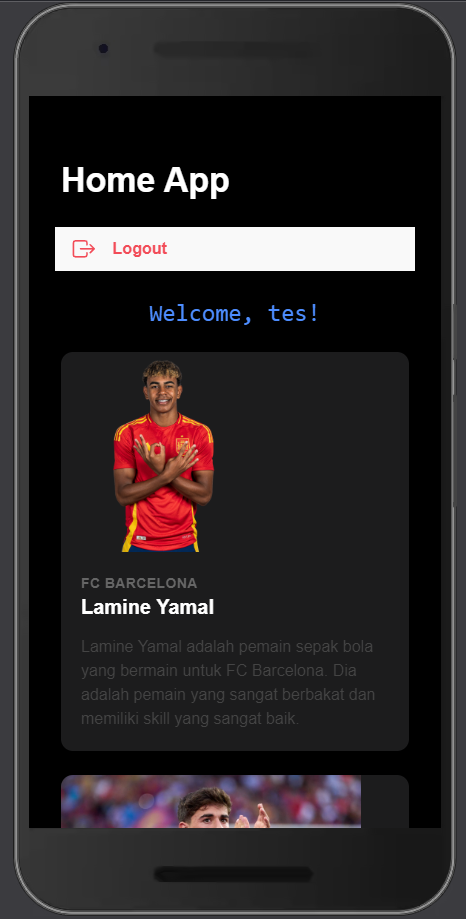 Home App
Logout
Welcome, tes!
FC BARCELONA
Lamine Yamal
Lamine Yamal adalah pemain sepak bola
yang bermain untuk FC Barcelona. Dia
adalah pemain yang sangat berbakat dan
memiliki skill yang sangat baik.